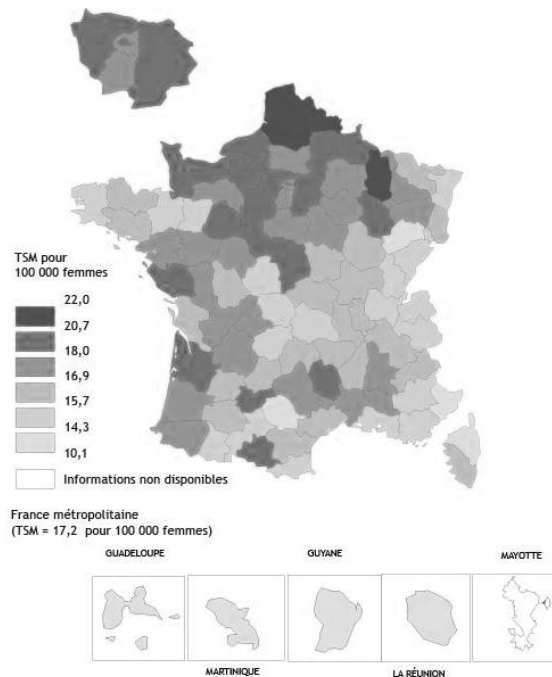 TSM pour
100 000 femmes
22,0
20,7
18,0
16,9
15,7
14,3
10,1
Informations non disponibles
France métropolitaine
(TSM = 17,2 pour 100 000 femmes)
GUADELOUPE
GUYANE
MAYOTTE
MARTINIQUE
LA RÉUNION